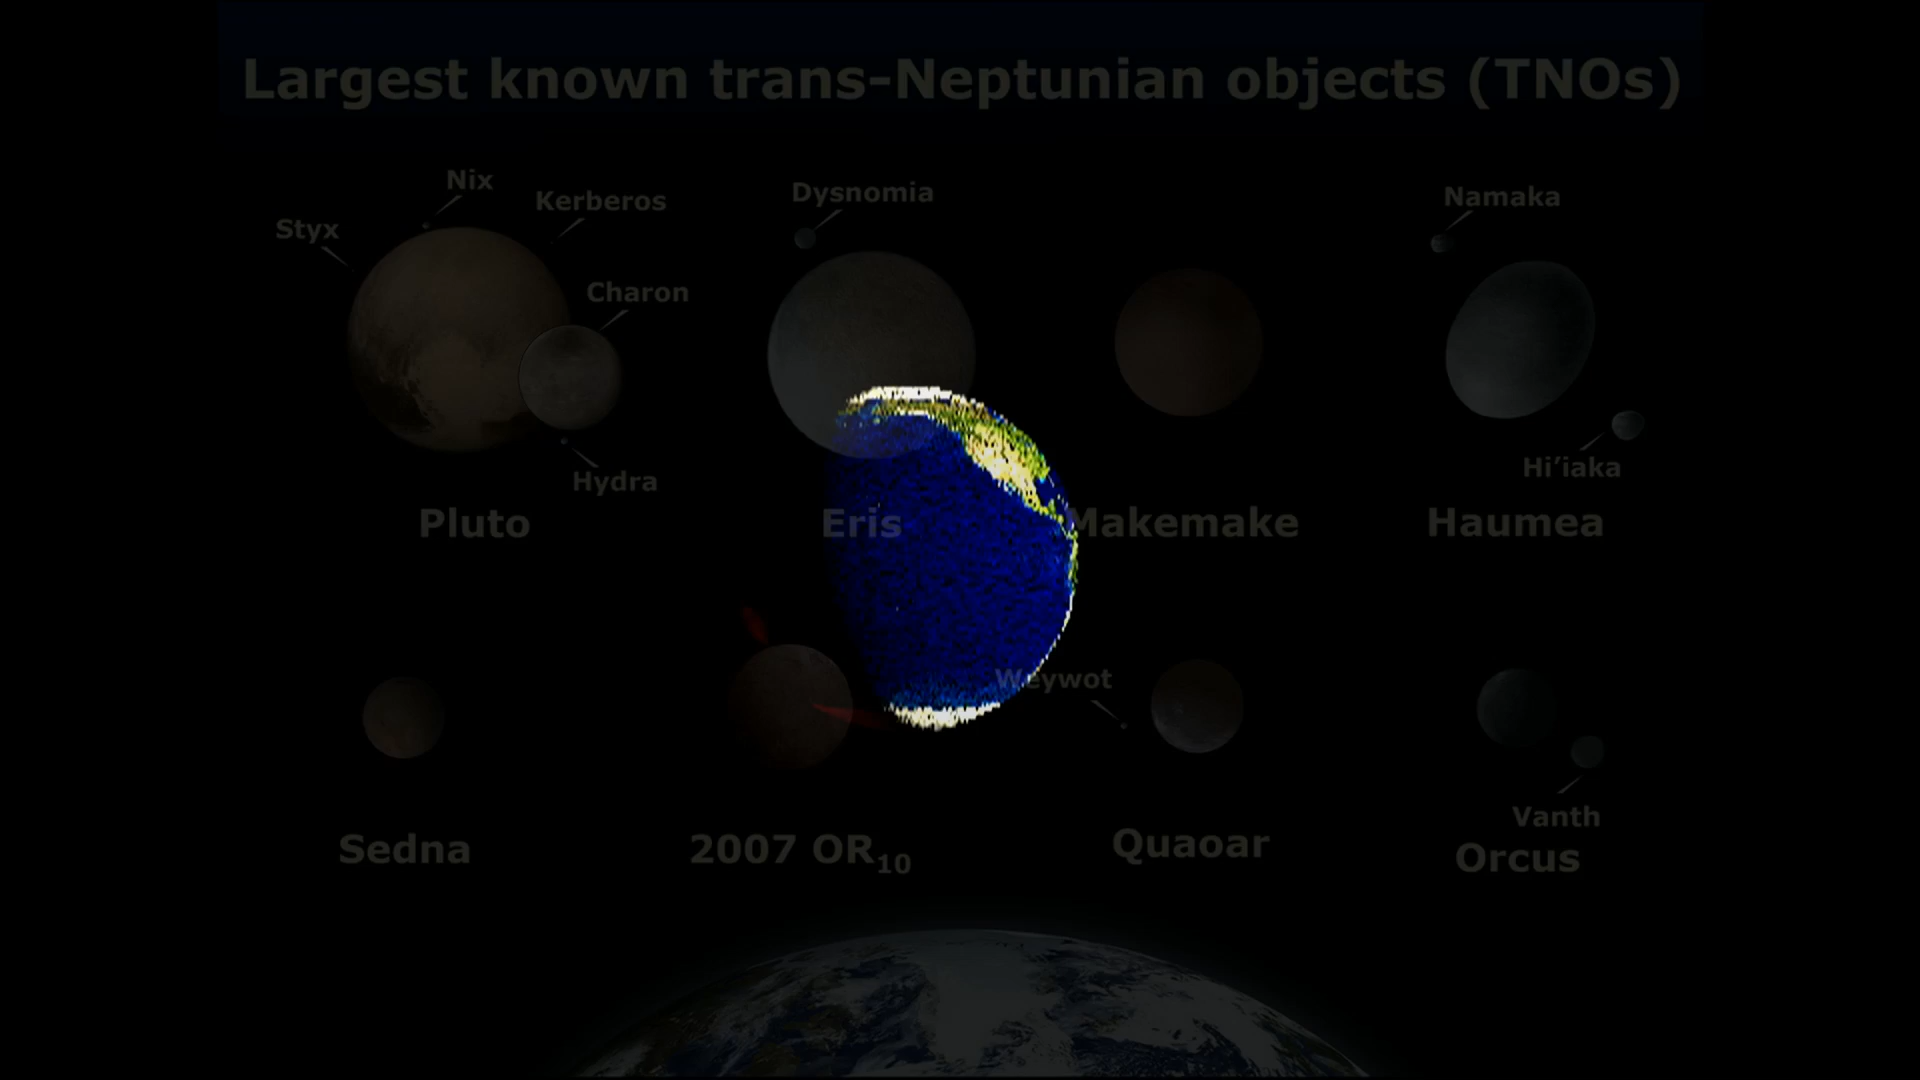 Largest known trans-Neptunian objects (TNOs)
Nix
Kerberos
Styx
Charon
Hydra
Dysnomia
Namaka
Hi’iaka
Pluto
Eris
Makemake
Haumea
Weywot
Vanth
Sedna
2007 OR₁₀
Quaoar
Orcus